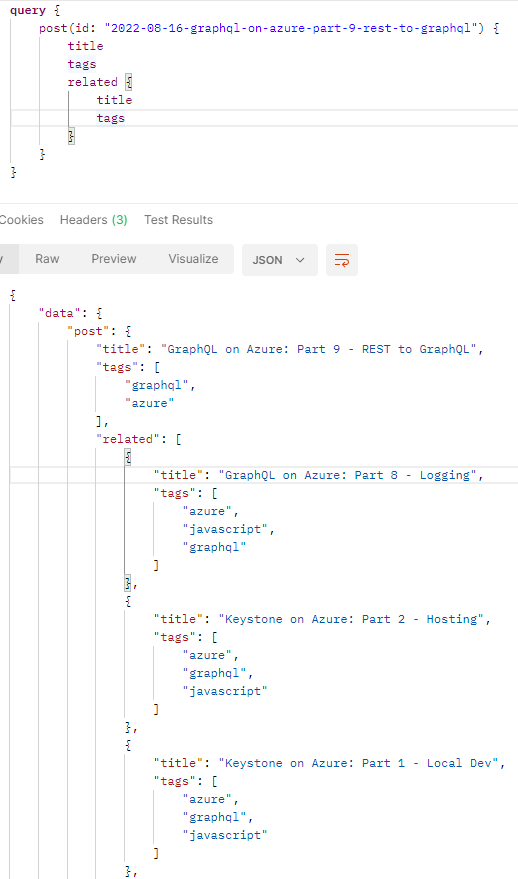 query {
    post(id: "2022-08-16-graphql-on-azure-part-9-rest-to-graphql") {
        title
        tags
        related {
            title
            tags
        }
    }
}
Cookies Headers (3) Test Results
y Raw Preview Visualize JSON
{
    "data": {
        "post": {
            "title": "GraphQL on Azure: Part 9 - REST to GraphQL",
            "tags": [
                "graphql",
                "azure"
            ],
            "related": [
                {
                    "title": "GraphQL on Azure: Part 8 - Logging",
                    "tags": [
                        "azure",
                        "javascript",
                        "graphql"
                    ]
                },
                {
                    "title": "Keystone on Azure: Part 2 - Hosting",
                    "tags": [
                        "azure",
                        "graphql",
                        "javascript"
                    ]
                },
                {
                    "title": "Keystone on Azure: Part 1 - Local Dev",
                    "tags": [
                        "azure",
                        "graphql",
                        "javascript"
                    ]
                },